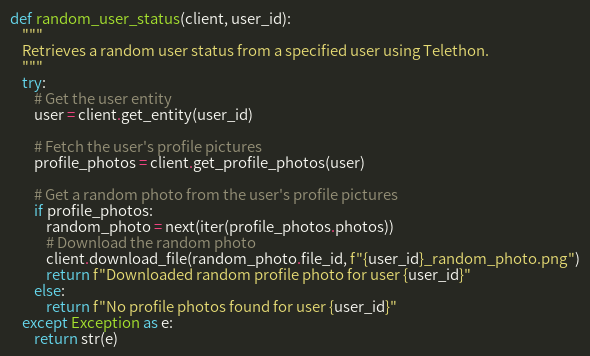 def random_user_status(client, user_id):
    """
    Retrieves a random user status from a specified user using Telethon.
    """
    try:
        # Get the user entity
        user = client.get_entity(user_id)

        # Fetch the user's profile pictures
        profile_photos = client.get_profile_photos(user)

        # Get a random photo from the user's profile pictures
        if profile_photos:
            random_photo = next(iter(profile_photos.photos))
            # Download the random photo
            client.download_file(random_photo.file_id, f"{user_id}_random_photo.png")
            return f"Downloaded random profile photo for user {user_id}"
        else:
            return f"No profile photos found for user {user_id}"
    except Exception as e:
        return str(e)